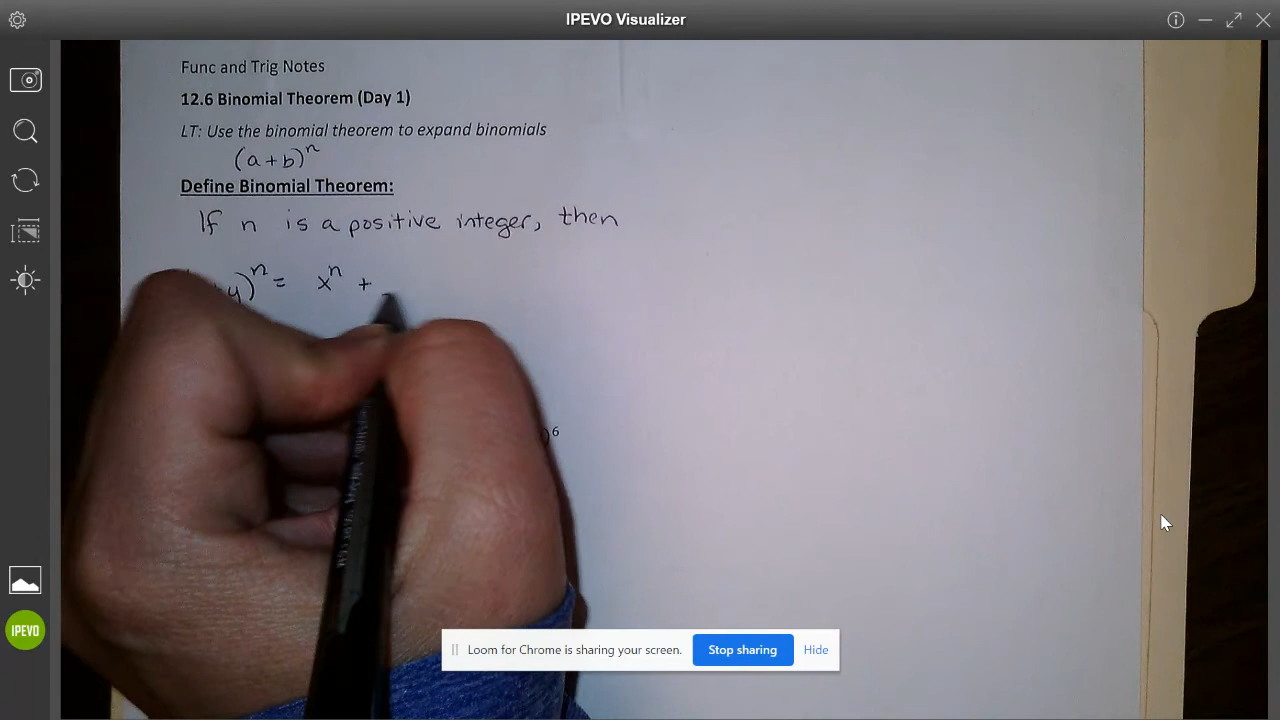 IPEVO Visualizer
Func and Trig Notes
12.6 Binomial Theorem (Day 1)
LT: Use the binomial theorem to expand binomials
(a+b)^n
Define Binomial Theorem:
If n is a positive integer, then
y)^n = x^n +
)^6
IPEVO
Loom for Chrome is sharing your screen. Stop sharing Hide